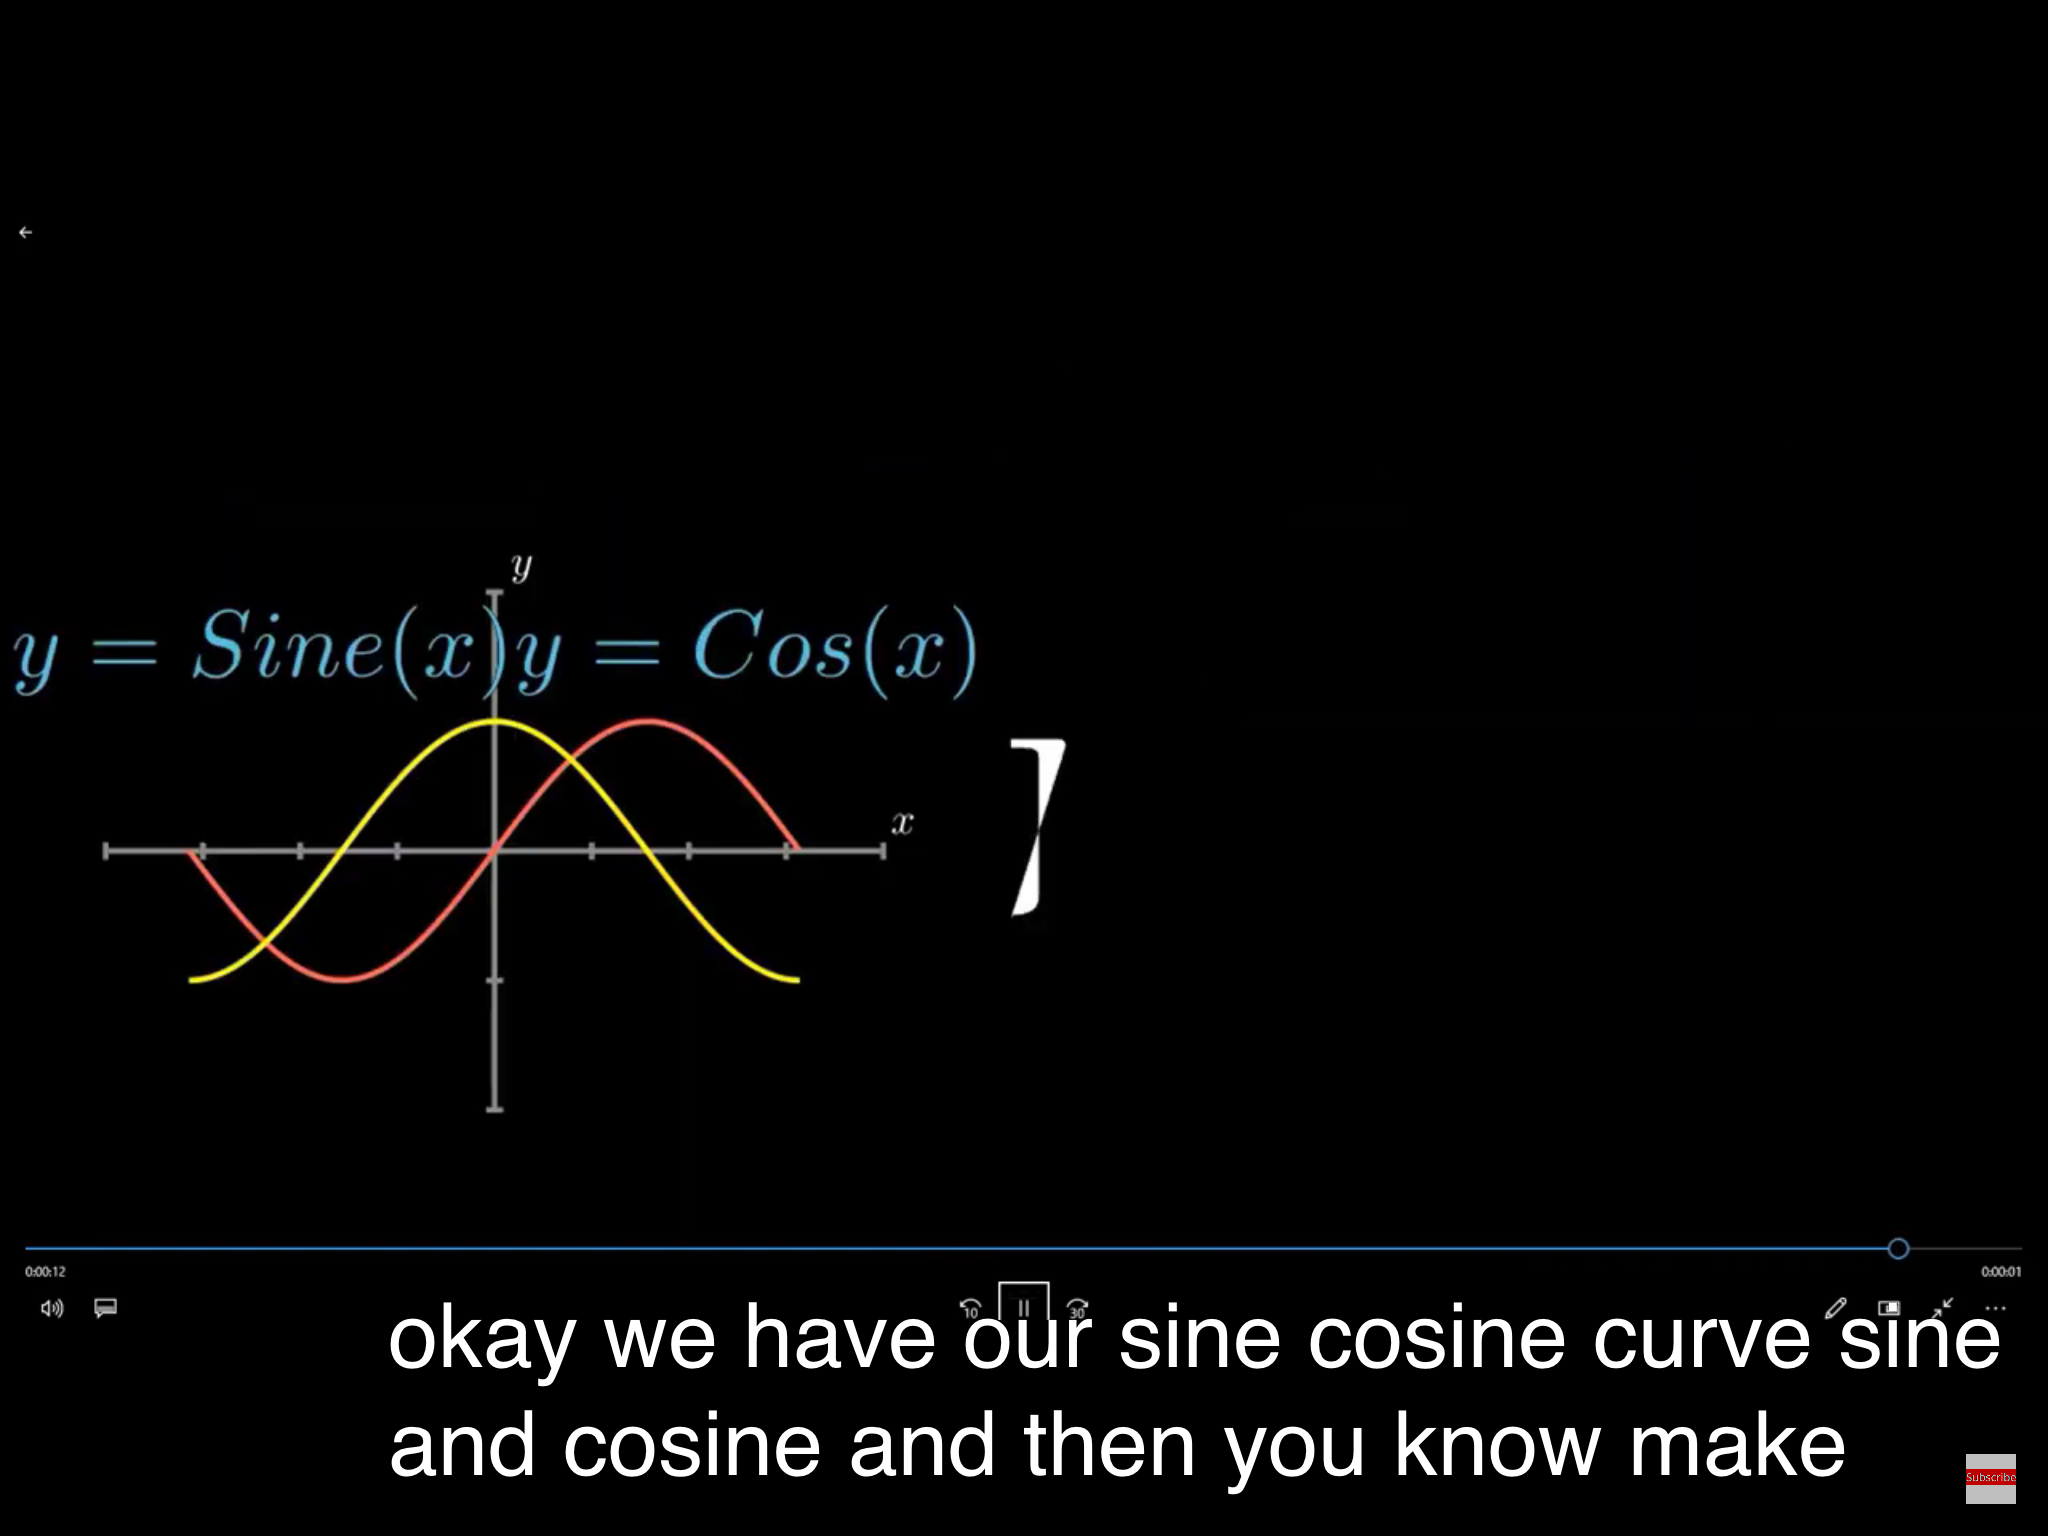 y
y = Sine(x)y = Cos(x)
x
0:00:12
0:00:01
10
30
okay we have our sine cosine curve sine
and cosine and then you know make
Subscribe